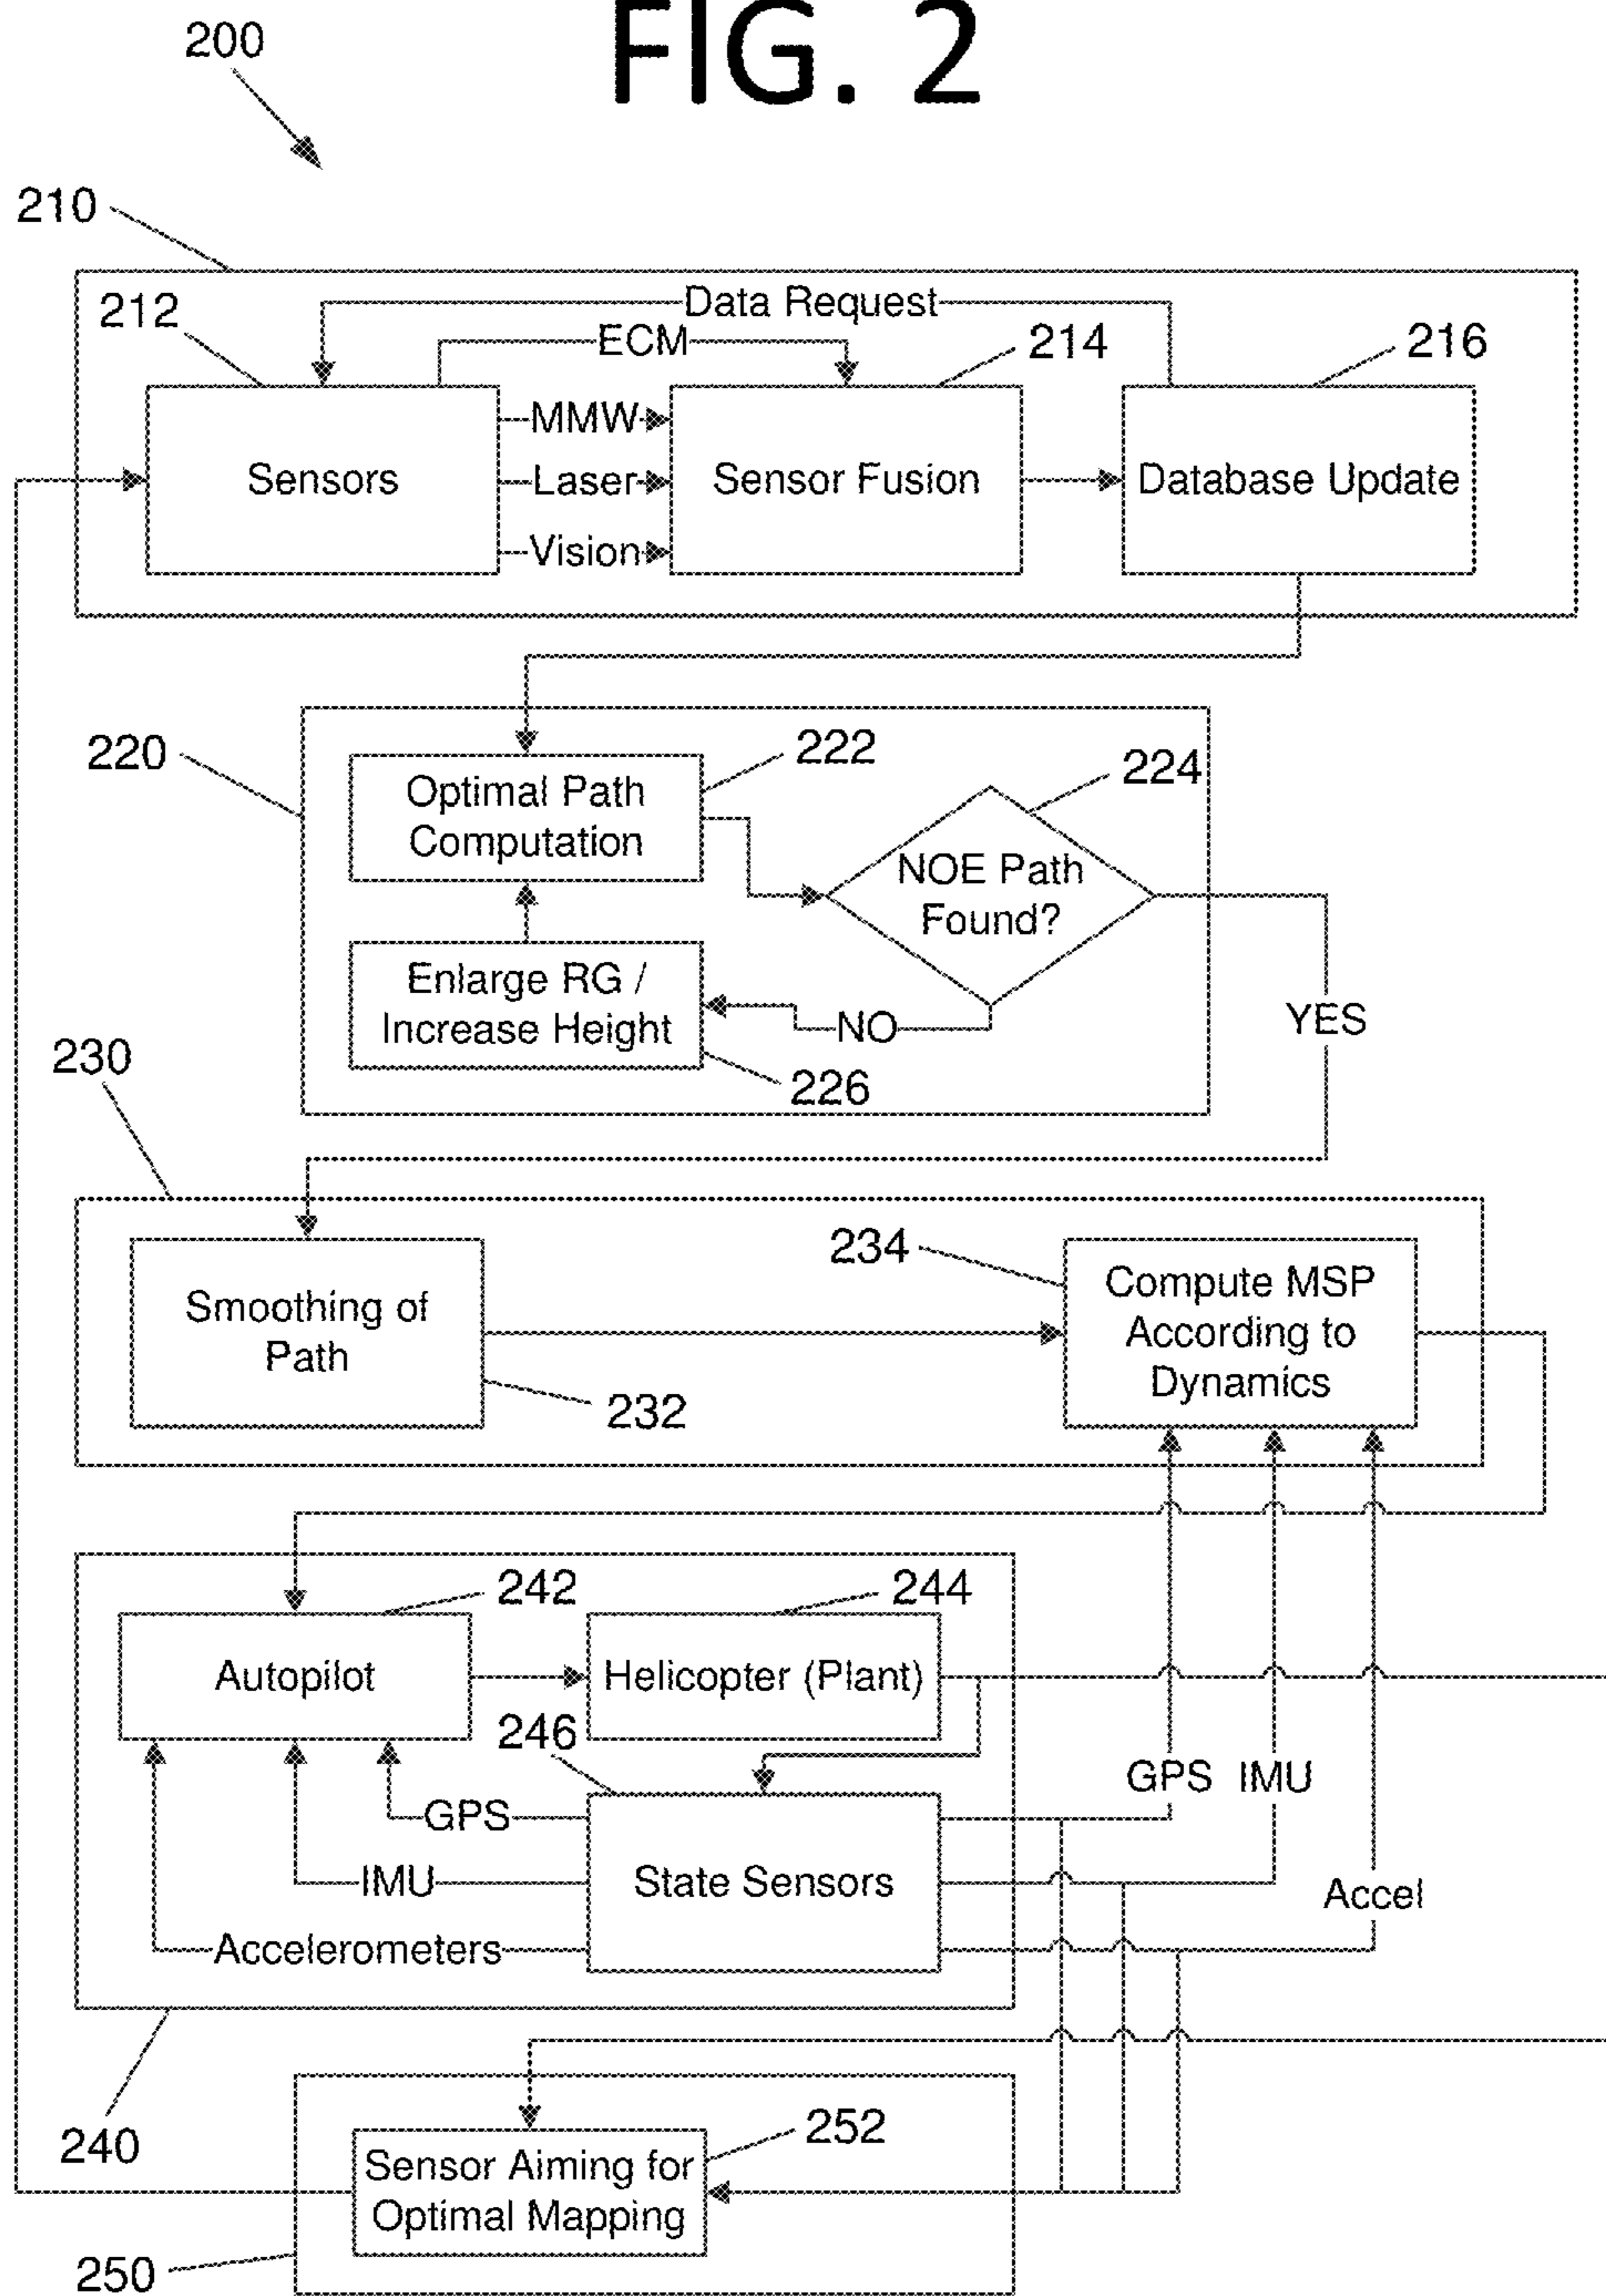 FIG. 2
200
210
212
Data Request
ECM
214
216
MMW
Sensors
Laser
Sensor Fusion
Database Update
Vision
220
222
224
Optimal Path
Computation
NOE Path
Found?
Enlarge RG /
Increase Height
NO
YES
226
230
234
Smoothing of
Path
Compute MSP
According to
Dynamics
232
242
244
Autopilot
Helicopter (Plant)
246
GPS
IMU
GPS
IMU
State Sensors
Accel
Accelerometers
240
252
Sensor Aiming for
Optimal Mapping
250